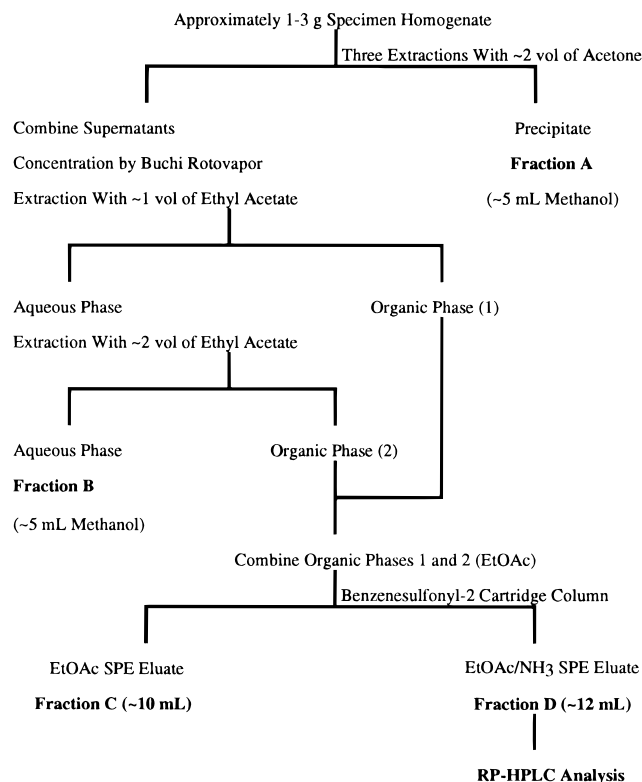 Approximately 1-3 g Specimen Homogenate
Three Extractions With ~2 vol of Acetone
Combine Supernatants
Precipitate
Concentration by Buchi Rotovapor
Fraction A
Extraction With ~1 vol of Ethyl Acetate
(~5 mL Methanol)
Aqueous Phase
Organic Phase (1)
Extraction With ~2 vol of Ethyl Acetate
Aqueous Phase
Organic Phase (2)
Fraction B
(~5 mL Methanol)
Combine Organic Phases 1 and 2 (EtOAc)
Benzenesulfonyl-2 Cartridge Column
EtOAc SPE Eluate
EtOAc/NH3 SPE Eluate
Fraction C (~10 mL)
Fraction D (~12 mL)
RP-HPLC Analysis